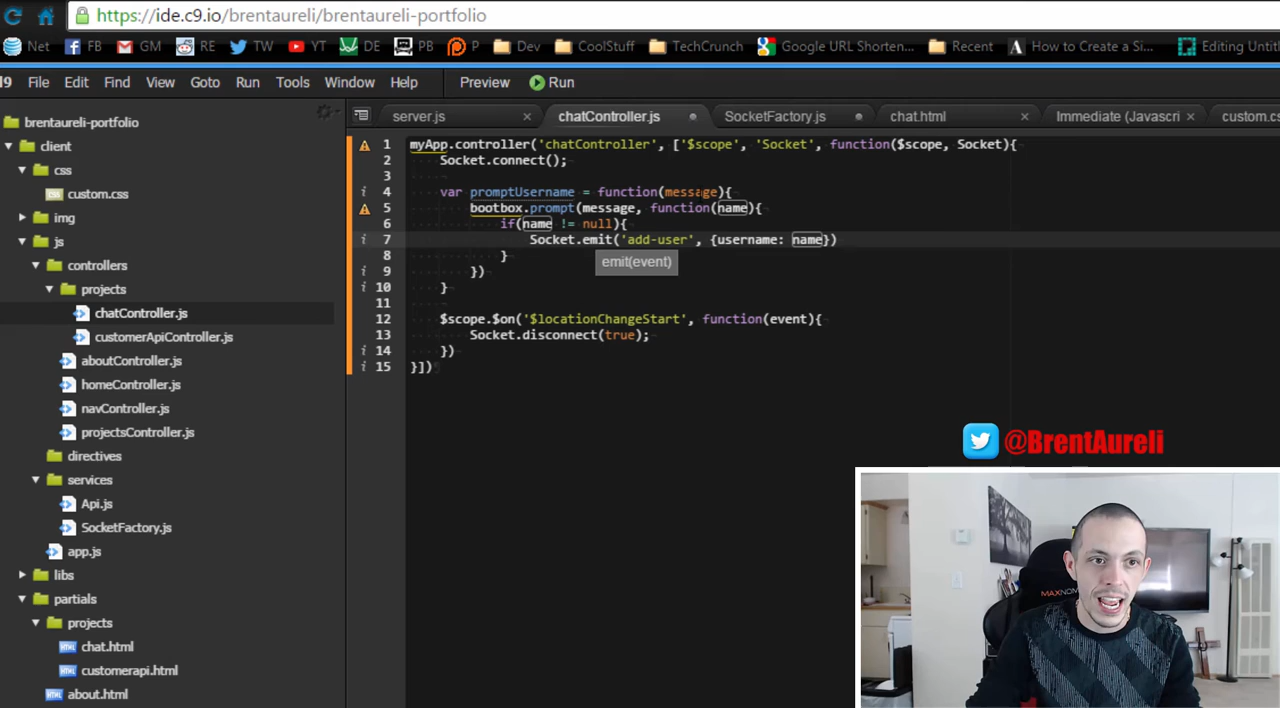 https://ide.c9.io/brentaureli/brentaureli-portfolio
Net FB GM RE TW YT DE PB P Dev CoolStuff TechCrunch Google URL Shorten... Recent How to Create a Si... Editing Untit
9 File Edit Find View Goto Run Tools Window Help Preview Run
brentaureli-portfolio
client
css
custom.css
img
js
controllers
projects
chatController.js
customerApiController.js
aboutController.js
homeController.js
navController.js
projectsController.js
directives
services
Api.js
SocketFactory.js
app.js
libs
partials
projects
chat.html
customerapi.html
about.html
server.js × chatController.js SocketFactory.js chat.html × Immediate (Javascri × custom.cs
1 myApp.controller('chatController', ['$scope', 'Socket', function($scope, Socket){
2 Socket.connect();
3
4 var promptUsername = function(message){
5 bootbox.prompt(message, function(name){
6 if(name != null){
7 Socket.emit('add-user', {username: name})
8 }
emit(event)
9 })
10 }
11
12 $scope.$on('$locationChangeStart', function(event){
13 Socket.disconnect(true);
14 })
15 }])
@BrentAureli
MAXNOM